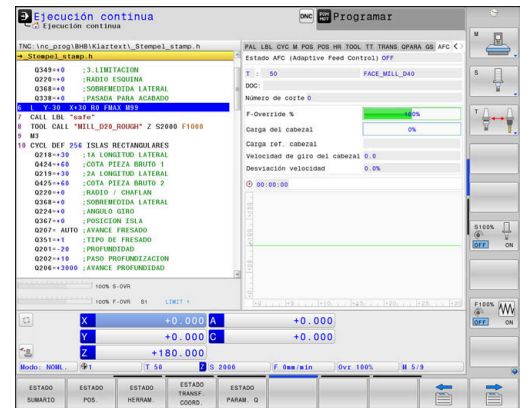 Ejecución continua
Ejecución continua
DNC
Programar
TNC:\nc_prog\BHB\Klartext\_Stempel_stamp.h
→_Stempel_stamp.h
Q349=+0 ;3.LIMITACION
Q220=+0 ;RADIO ESQUINA
Q368=+0 ;SOBREMEDIDA LATERAL
Q338=+0 ;PASADA PARA ACABADO
6 L Y-30 X+30 R0 FMAX M99
7 CALL LBL "safe"
8 TOOL CALL "MILL_D20_ROUGH" Z S2000 F1000
9 M3
10 CYCL DEF 256 ISLAS RECTANGULARES
Q218=+30 ;1A LONGITUD LATERAL
Q424=+60 ;COTA PIEZA BRUTO 1
Q219=+30 ;2A LONGITUD LATERAL
Q425=+60 ;COTA PIEZA BRUTO 2
Q220=+0 ;RADIO / CHAFLAN
Q368=+0 ;SOBREMEDIDA LATERAL
Q224=+0 ;ANGULO GIRO
Q367=+0 ;POSICION ISLA
Q207= AUTO ;AVANCE FRESADO
Q351=+1 ;TIPO DE FRESADO
Q201=-20 ;PROFUNDIDAD
Q202=+10 ;PASO PROFUNDIZACION
Q206=+3000 ;AVANCE PROFUNDIDAD
100% S-OVR
100% F-OVR S1 LIMIT 1
PAL LBL CYC M POS POS HR TOOL TT TRANS QPARA GS AFC
Estado AFC (Adaptive Feed Control) OFF
T : 50 FACE_MILL_D40
DOC:
Número de corte 0
F-Override % 100%
Carga del cabezal 0%
Carga ref. cabezal
Velocidad de giro del cabezal 0.0
Desviación velocidad 0.0%
00:00:00
X +0.000 A +0.000
Y +0.000 C +0.000
Z +180.000
Modo: NOML. 1 T 50 Z S 2000 F 0mm/min Ovr 100% M 5/9
ESTADO SUMARIO
ESTADO POS.
ESTADO HERRAM.
ESTADO TRANSF. COORD.
ESTADO PARAM. Q
M
S
T
S100%
OFF ON
F100%
OFF ON